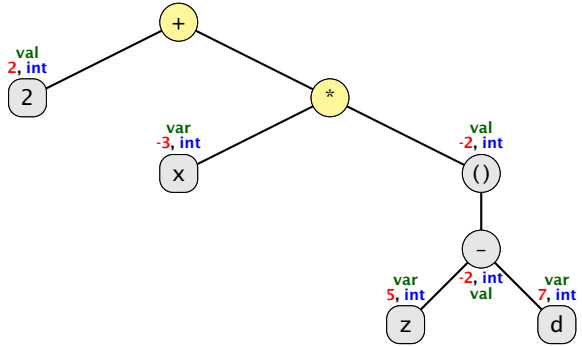 +
val
2, int
2
*
var
-3, int
x
val
-2, int
()
–
-2, int
val
var
5, int
z
var
7, int
d